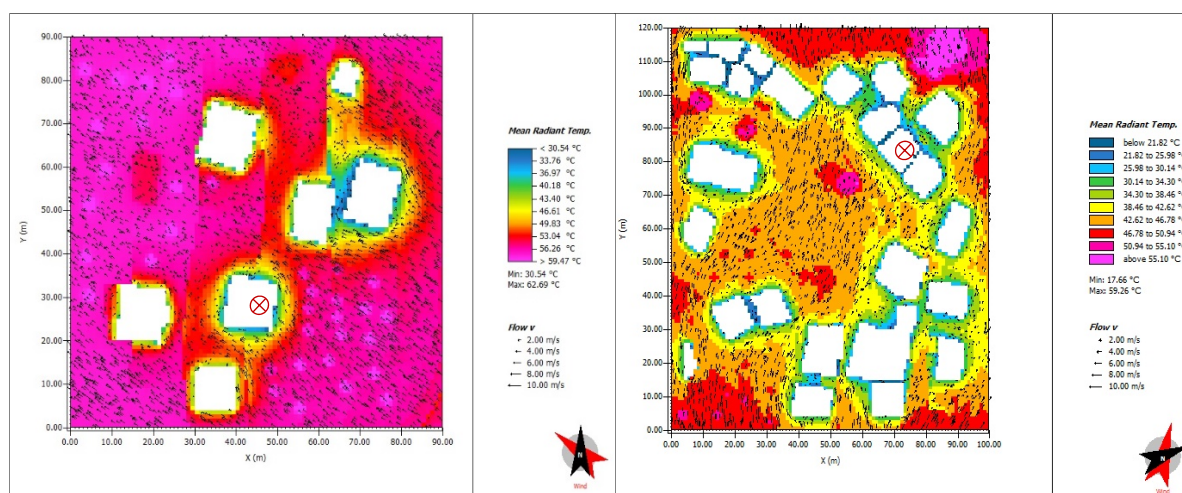 90.00
80.00
70.00
60.00
50.00
40.00
30.00
20.00
10.00
0.00
Y (m)
0.00 10.00 20.00 30.00 40.00 50.00 60.00 70.00 80.00 90.00
X (m)
Mean Radiant Temp.
< 30.54 °C
33.76 °C
36.97 °C
40.18 °C
43.40 °C
46.61 °C
49.83 °C
53.04 °C
56.26 °C
> 59.47 °C
Min: 30.54 °C
Max: 62.69 °C
Flow v
2.00 m/s
4.00 m/s
6.00 m/s
8.00 m/s
10.00 m/s
N
Wind
120.00
110.00
100.00
90.00
80.00
70.00
60.00
50.00
40.00
30.00
20.00
10.00
0.00
Y (m)
0.00 10.00 20.00 30.00 40.00 50.00 60.00 70.00 80.00 90.00 100.00
X (m)
Mean Radiant Temp.
below 21.82 °C
21.82 to 25.98 °
25.98 to 30.14 °
30.14 to 34.30 °
34.30 to 38.46 °
38.46 to 42.62 °
42.62 to 46.78 °
46.78 to 50.94 °
50.94 to 55.10 °
above 55.10 °C
Min: 17.66 °C
Max: 59.26 °C
Flow v
2.00 m/s
4.00 m/s
6.00 m/s
8.00 m/s
10.00 m/s
N
Wind